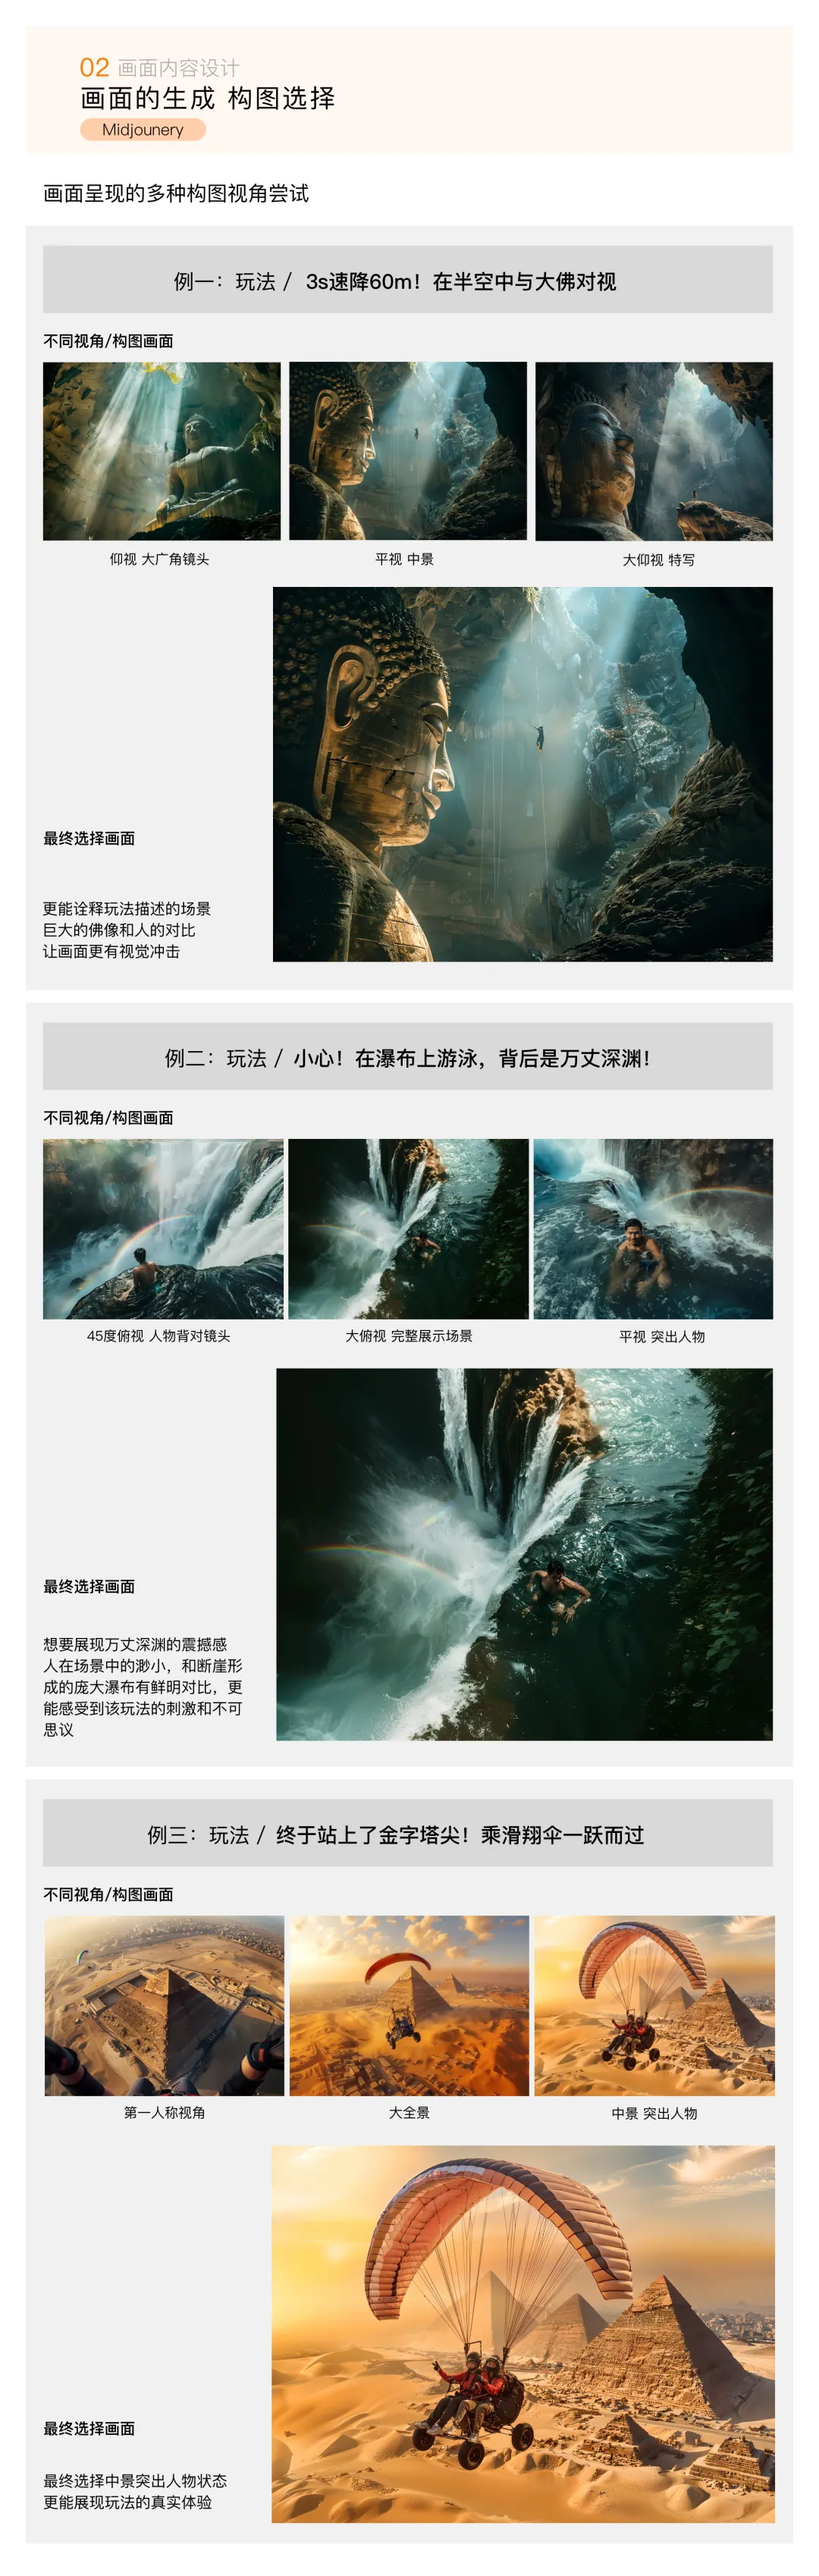 02 画面内容设计
画面的生成 构图选择
Midjounery
画面呈现的多种构图视角尝试
例一：玩法 / 3s速降60m！在半空中与大佛对视
不同视角/构图画面
仰视 大广角镜头
平视 中景
大仰视 特写
最终选择画面
更能诠释玩法描述的场景
巨大的佛像和人的对比
让画面更有视觉冲击
例二：玩法 / 小心！在瀑布上游泳，背后是万丈深渊！
不同视角/构图画面
45度俯视 人物背对镜头
大俯视 完整展示场景
平视 突出人物
最终选择画面
想要展现万丈深渊的震撼感
人在场景中的渺小，和断崖形
成的庞大瀑布有鲜明对比，更
能感受到该玩法的刺激和不可
思议
例三：玩法 / 终于站上了金字塔尖！乘滑翔伞一跃而过
不同视角/构图画面
第一人称视角
大全景
中景 突出人物
最终选择画面
最终选择中景突出人物状态
更能展现玩法的真实体验